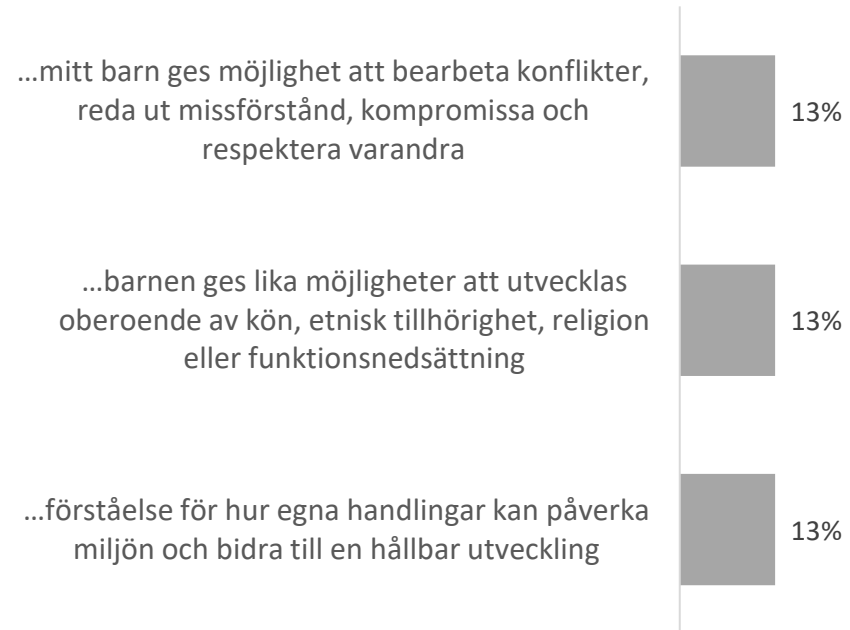 ...mitt barn ges möjlighet att bearbeta konflikter,
reda ut missförstånd, kompromissa och
respektera varandra
13%
...barnen ges lika möjligheter att utvecklas
oberoende av kön, etnisk tillhörighet, religion
eller funktionsnedsättning
13%
...förståelse för hur egna handlingar kan påverka
miljön och bidra till en hållbar utveckling
13%